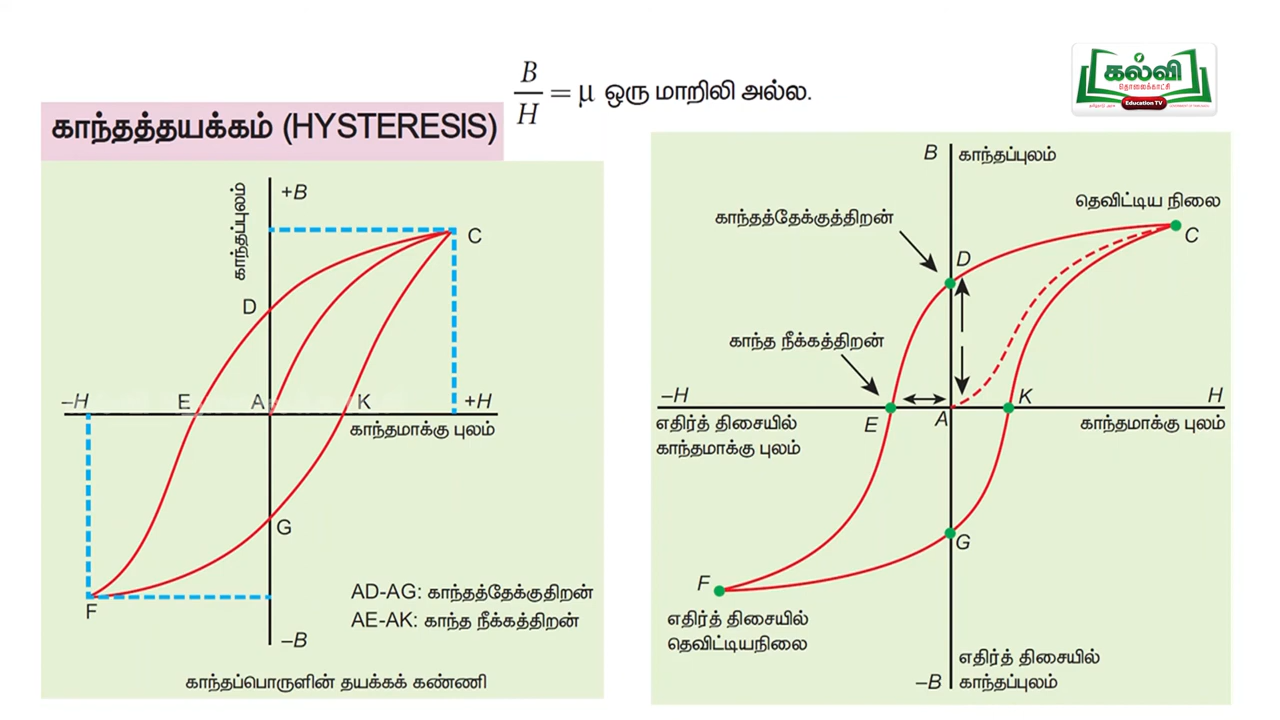 B
― = μ ஒரு மாறிலி அல்ல.
H
கல்வி
தொலைக்காட்சி
Education TV
காந்தத்தயக்கம் (HYSTERESIS)
காந்தப்புலம்
+B
C
D
–H
E
A
K
+H
காந்தமாக்கு புலம்
G
AD-AG: காந்தத்தேக்குதிறன்
F
AE-AK: காந்த நீக்கத்திறன்
–B
காந்தப்பொருளின் தயக்கக் கண்ணி
B
காந்தப்புலம்
தெவிட்டிய நிலை
காந்தத்தேக்குத்திறன்
C
D
காந்த நீக்கத்திறன்
–H
K
H
எதிர்த் திசையில்
காந்தமாக்கு புலம்
E
A
காந்தமாக்கு புலம்
G
F
எதிர்த் திசையில்
தெவிட்டியநிலை
எதிர்த் திசையில்
–B
காந்தப்புலம்